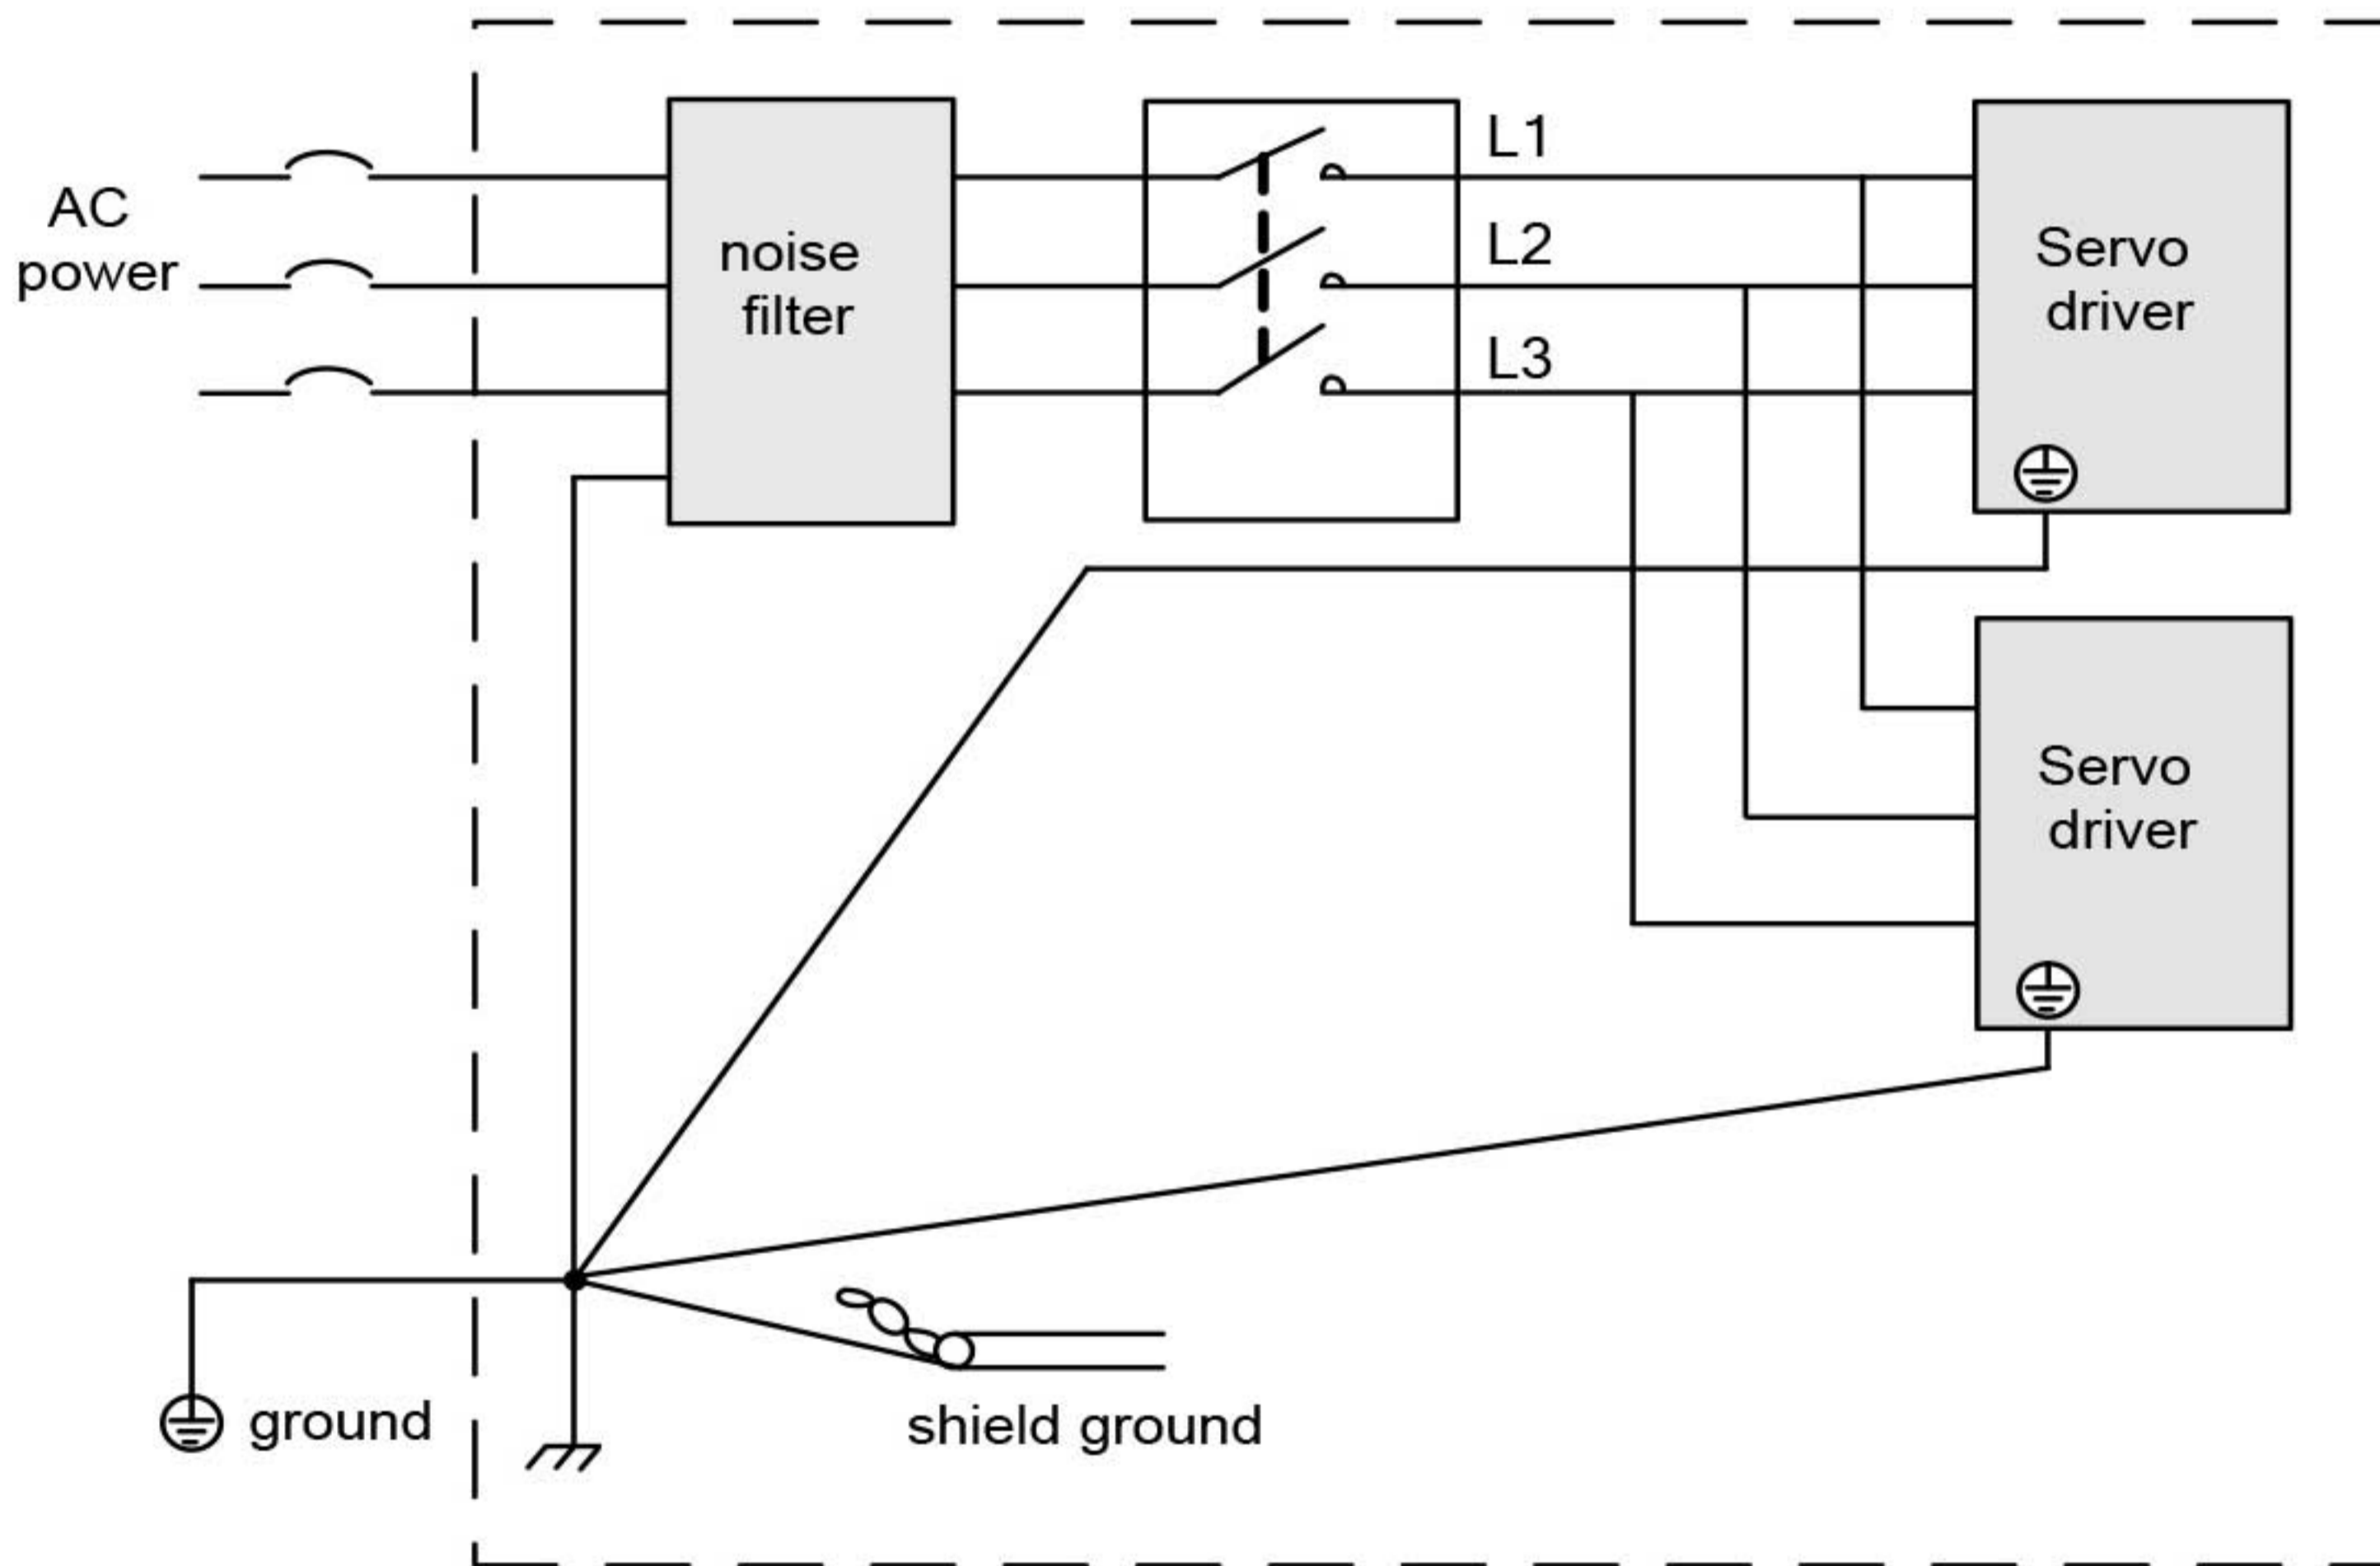 AC
power
noise
filter
L1
L2
L3
Servo
driver
Servo
driver
ground
shield ground